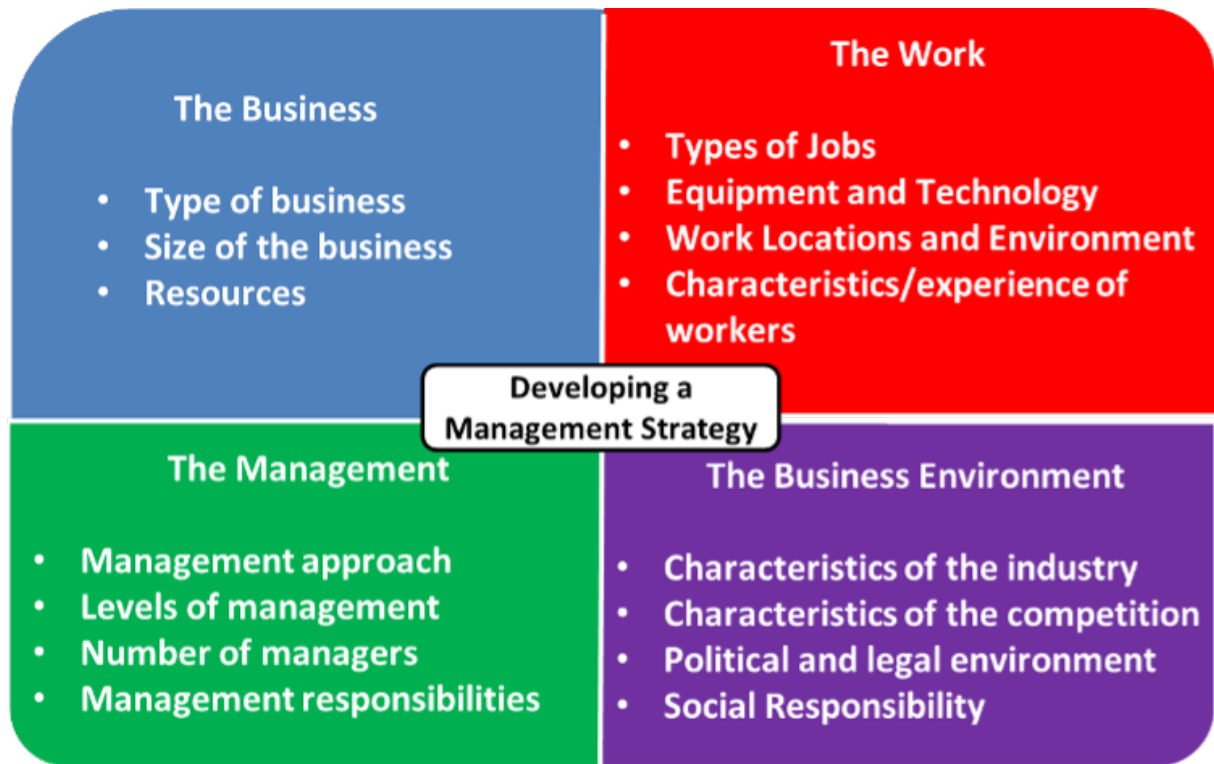 The Business
• Type of business
• Size of the business
• Resources
The Work
• Types of Jobs
• Equipment and Technology
• Work Locations and Environment
• Characteristics/experience of
workers
Developing a
Management Strategy
The Management
• Management approach
• Levels of management
• Number of managers
• Management responsibilities
The Business Environment
• Characteristics of the industry
• Characteristics of the competition
• Political and legal environment
• Social Responsibility